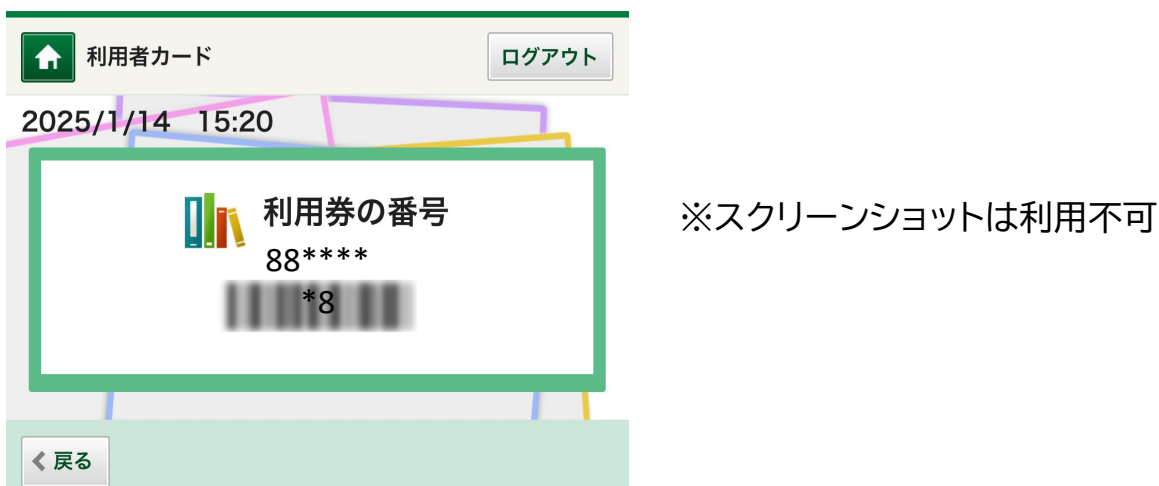 利用者カード
ログアウト
2025/1/14 15:20
利用券の番号
88****
*8
※スクリーンショットは利用不可
戻る